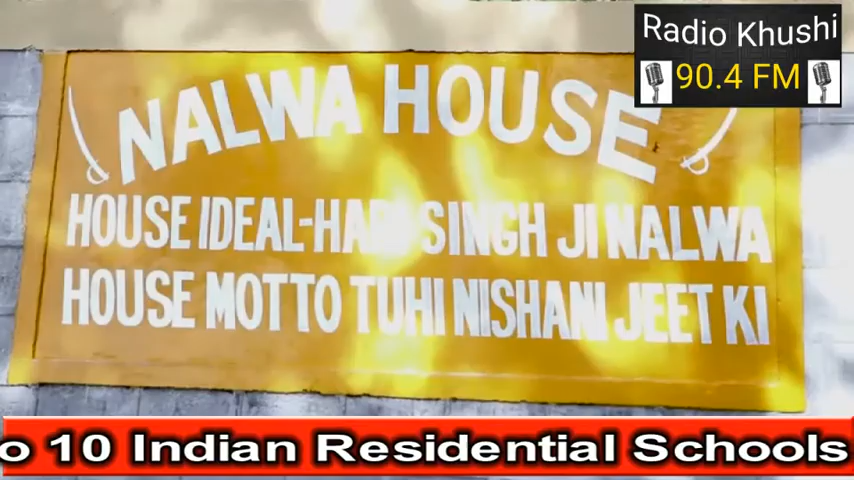 Radio Khushi
90.4 FM
NALWA HOUSE
HOUSE IDEAL-HARI SINGH JI NALWA
HOUSE MOTTO TUHI NISHANI JEET KI
o 10 Indian Residential Schools